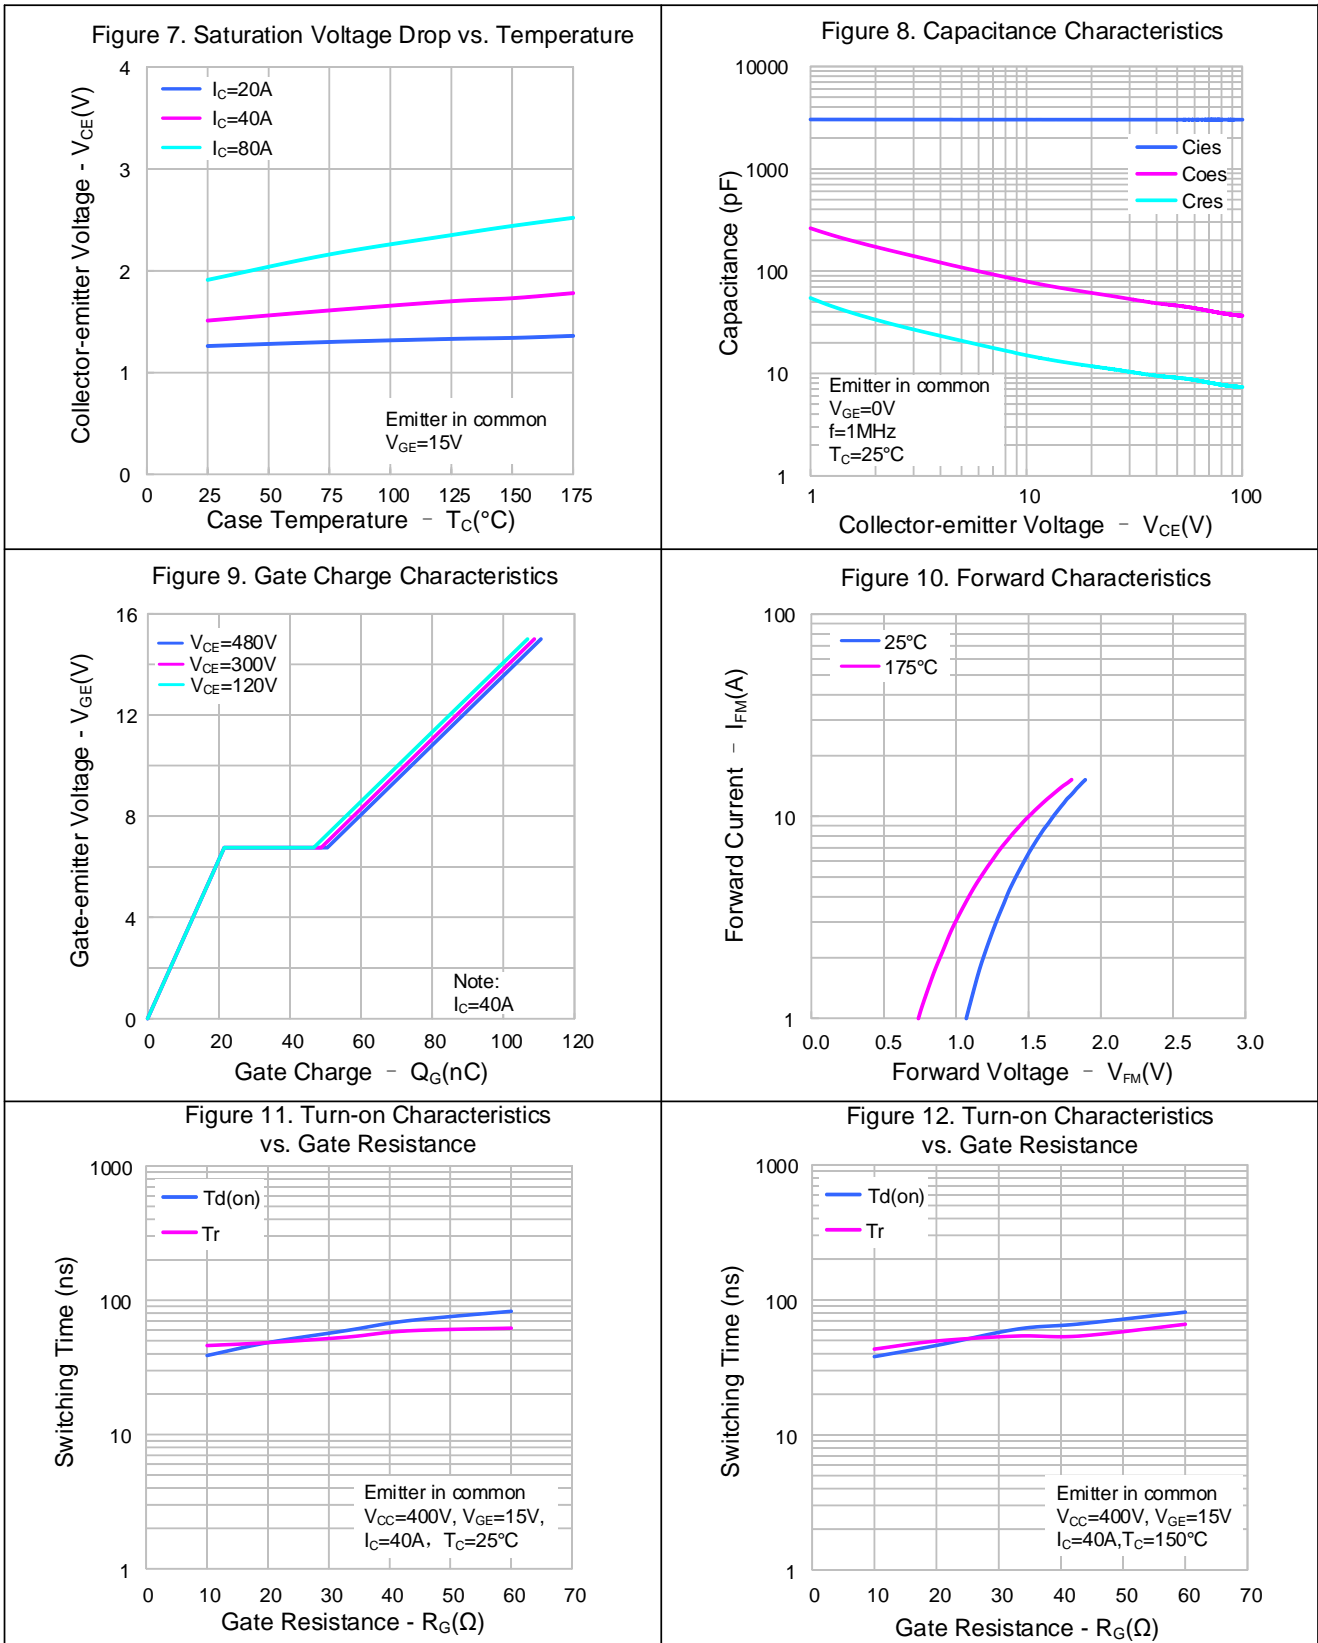 Figure 7. Saturation Voltage Drop vs. Temperature
Collector-emitter Voltage - VCE(V)
4
3
2
1
0
IC=20A
IC=40A
IC=80A
Emitter in common
VGE=15V
0 25 50 75 100 125 150 175
Case Temperature – TC(°C)
Figure 8. Capacitance Characteristics
Capacitance (pF)
10000
1000
100
10
1
Cies
Coes
Cres
Emitter in common
VGE=0V
f=1MHz
TC=25°C
1 10 100
Collector-emitter Voltage – VCE(V)
Figure 9. Gate Charge Characteristics
Gate-emitter Voltage - VGE(V)
16
12
8
4
0
VCE=480V
VCE=300V
VCE=120V
Note:
IC=40A
0 20 40 60 80 100 120
Gate Charge – QG(nC)
Figure 10. Forward Characteristics
Forward Current – IFM(A)
100
10
1
25°C
175°C
0.0 0.5 1.0 1.5 2.0 2.5 3.0
Forward Voltage – VFM(V)
Figure 11. Turn-on Characteristics
vs. Gate Resistance
Switching Time (ns)
1000
100
10
1
Td(on)
Tr
Emitter in common
VCC=400V, VGE=15V,
IC=40A, TC=25°C
0 10 20 30 40 50 60 70
Gate Resistance - RG(Ω)
Figure 12. Turn-on Characteristics
vs. Gate Resistance
Switching Time (ns)
1000
100
10
1
Td(on)
Tr
Emitter in common
VCC=400V, VGE=15V
IC=40A,TC=150°C
0 10 20 30 40 50 60 70
Gate Resistance - RG(Ω)